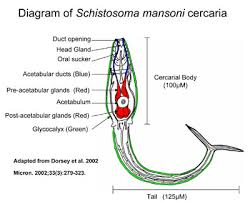 Diagram of Schistosoma mansoni cercaria
Duct opening
Head Gland
Oral sucker
Acetabular ducts (Blue)
Pre-acetabular glands (Red)
Acetabulum
Post-acetabular glands (Red)
Glycocalyx (Green)
Cercarial Body
(100μM)
Adapted from Dorsey et al. 2002
Micron. 2002;33(3):279-323.
Tail (125μM)